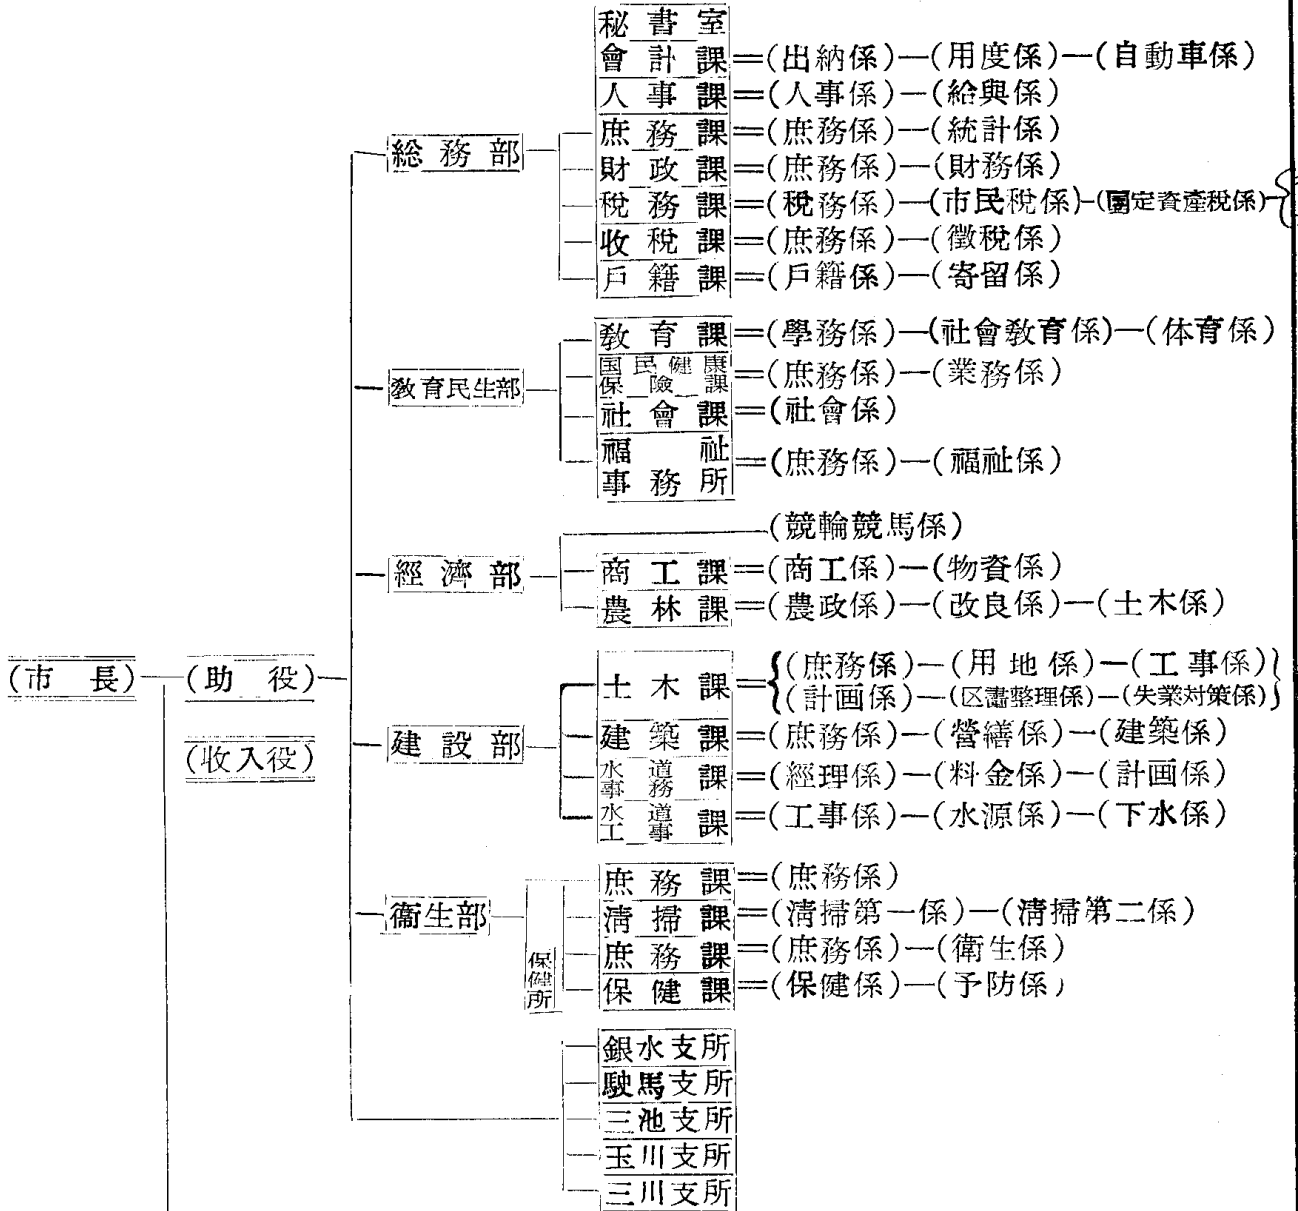 秘書室
會計課＝(出納係)―(用度係)―(自動車係)
人事課＝(人事係)―(給與係)
総務部
庶務課＝(庶務係)―(統計係)
財政課＝(庶務係)―(財務係)
稅務課＝(稅務係)―(市民稅係)-(固定資產稅係)
收稅課＝(庶務係)―(徵稅係)
戶籍課＝(戶籍係)―(寄留係)
教育民生部
教育課＝(學務係)―(社會教育係)―(体育係)
国民健康保險課＝(庶務係)―(業務係)
社會課＝(社會係)
福祉事務所＝(庶務係)―(福祉係)
經濟部
(競輪競馬係)
商工課＝(商工係)―(物資係)
農林課＝(農政係)―(改良係)―(土木係)
(市長)―(助役)
(收入役)
建設部
土木課＝{(庶務係)―(用地係)―(工事係)}
{(計画係)―(区畵整理係)―(失業対策係)}
建築課＝(庶務係)―(營繕係)―(建築係)
水道事務課＝(經理係)―(料金係)―(計画係)
水道工事課＝(工事係)―(水源係)―(下水係)
衞生部
庶務課＝(庶務係)
清掃課＝(清掃第一係)―(清掃第二係)
保健所
庶務課＝(庶務係)―(衛生係)
保健課＝(保健係)―(予防係)
銀水支所
駛馬支所
三池支所
玉川支所
三川支所